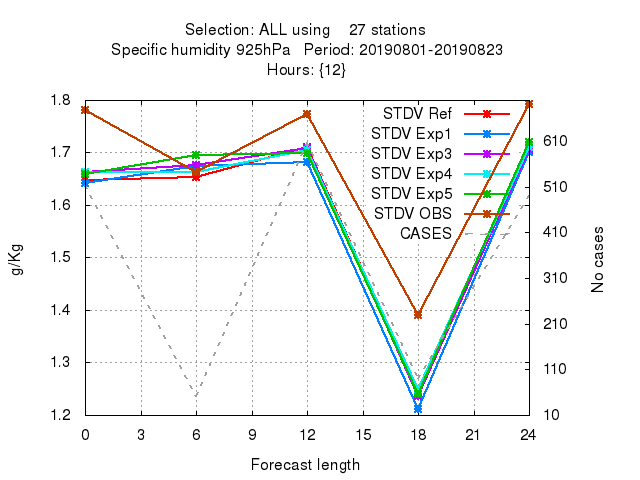 Selection: ALL using 27 stations
Specific humidity 925hPa Period: 20190801-20190823
Hours: {12}
STDV Ref
STDV Exp1
STDV Exp3
STDV Exp4
STDV Exp5
STDV OBS
CASES
1.8
1.7
1.6
1.5
1.4
1.3
1.2
g/Kg
610
510
410
310
210
110
10
No cases
0 3 6 9 12 15 18 21 24
Forecast length